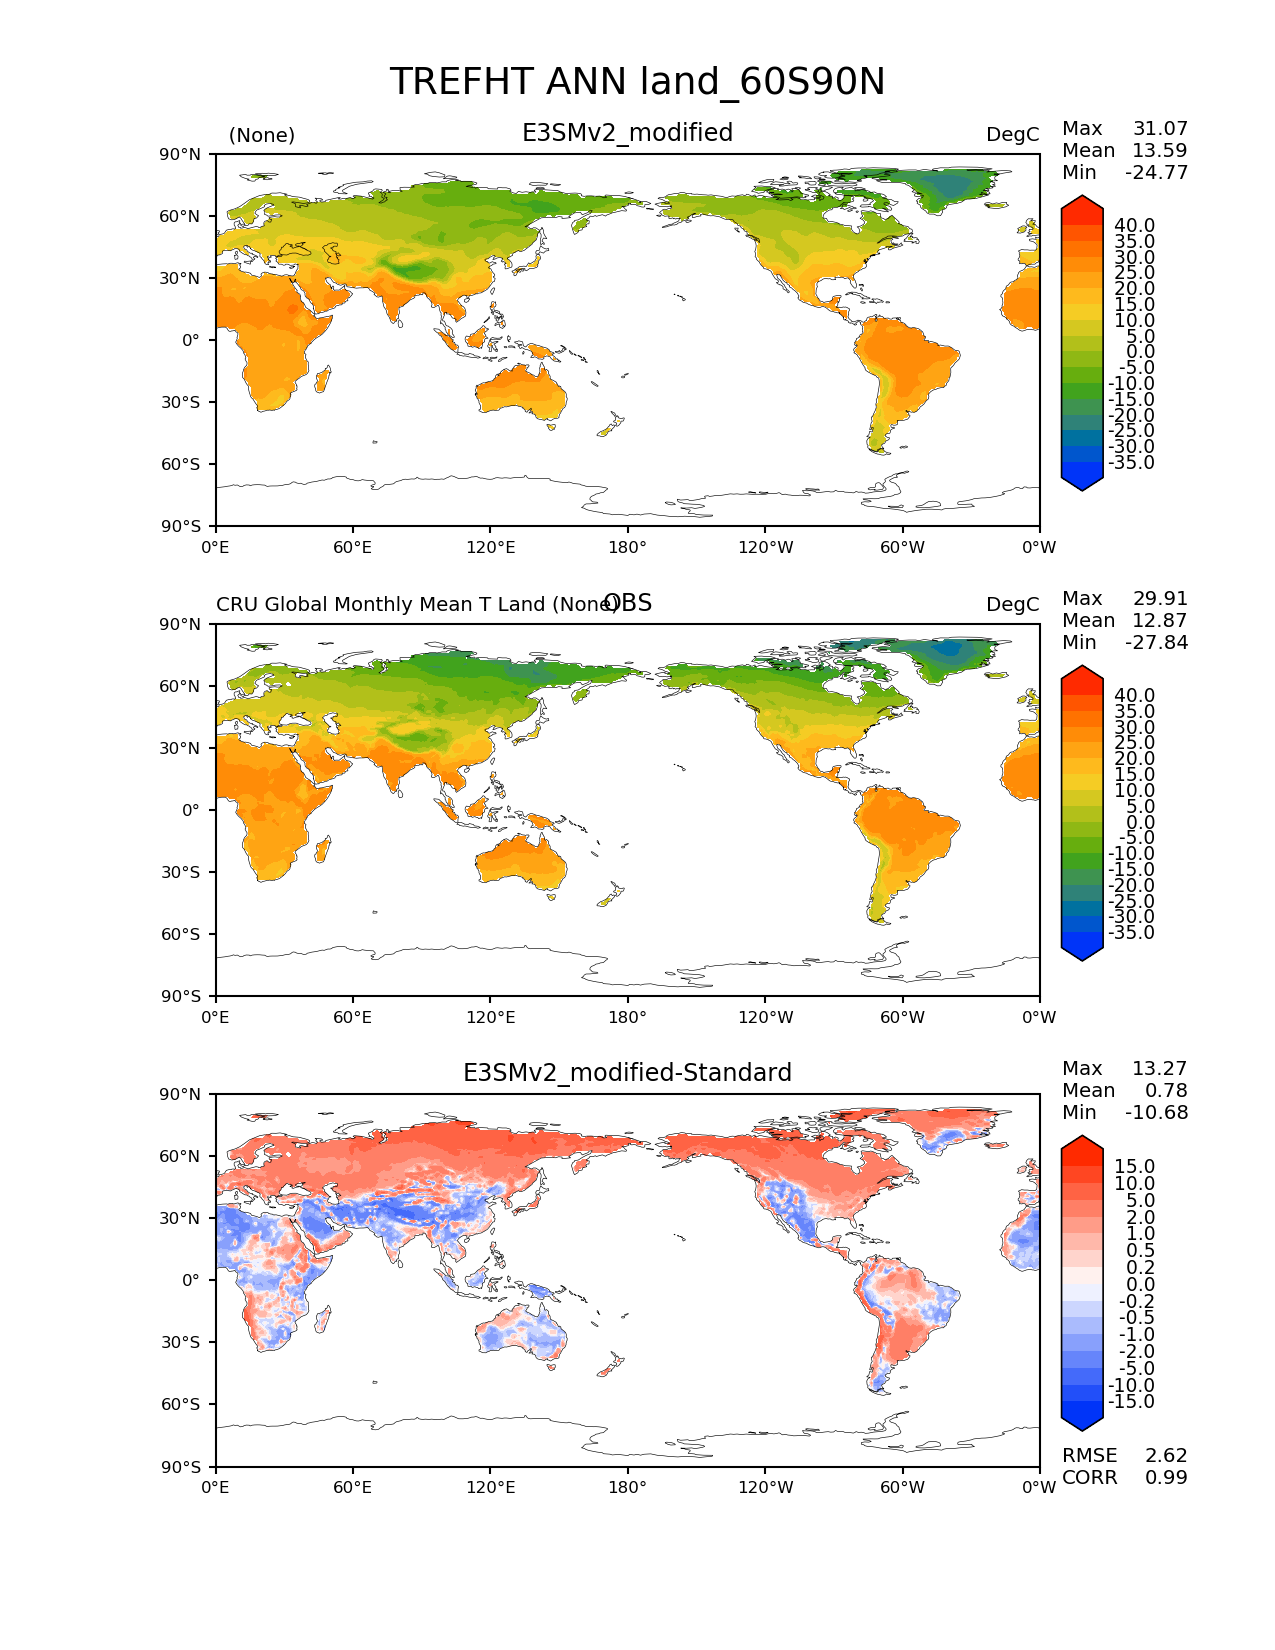 TREFHT ANN land_60S90N
(None) E3SMv2_modified DegC
Max 31.07
Mean 13.59
Min -24.77
90°N
60°N
30°N
0°
30°S
60°S
90°S
0°E 60°E 120°E 180° 120°W 60°W 0°W
40.0
35.0
30.0
25.0
20.0
15.0
10.0
5.0
0.0
-5.0
-10.0
-15.0
-20.0
-25.0
-30.0
-35.0
CRU Global Monthly Mean T Land (None) OBS DegC
Max 29.91
Mean 12.87
Min -27.84
90°N
60°N
30°N
0°
30°S
60°S
90°S
0°E 60°E 120°E 180° 120°W 60°W 0°W
40.0
35.0
30.0
25.0
20.0
15.0
10.0
5.0
0.0
-5.0
-10.0
-15.0
-20.0
-25.0
-30.0
-35.0
E3SMv2_modified-Standard
Max 13.27
Mean 0.78
Min -10.68
90°N
60°N
30°N
0°
30°S
60°S
90°S
0°E 60°E 120°E 180° 120°W 60°W 0°W
15.0
10.0
5.0
2.0
1.0
0.5
0.2
0.0
-0.2
-0.5
-1.0
-2.0
-5.0
-10.0
-15.0
RMSE 2.62
CORR 0.99